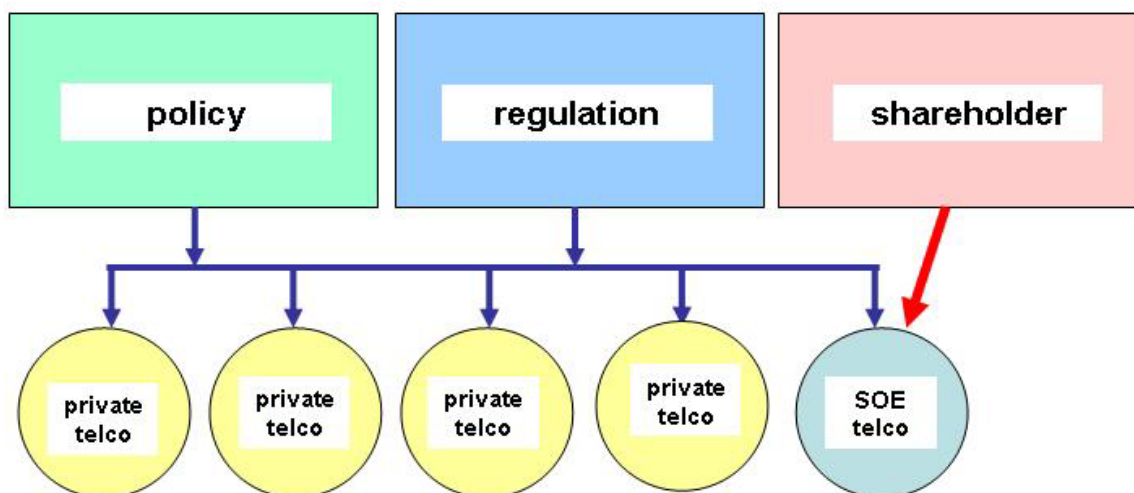 policy
regulation
shareholder
private
telco
private
telco
private
telco
private
telco
SOE
telco